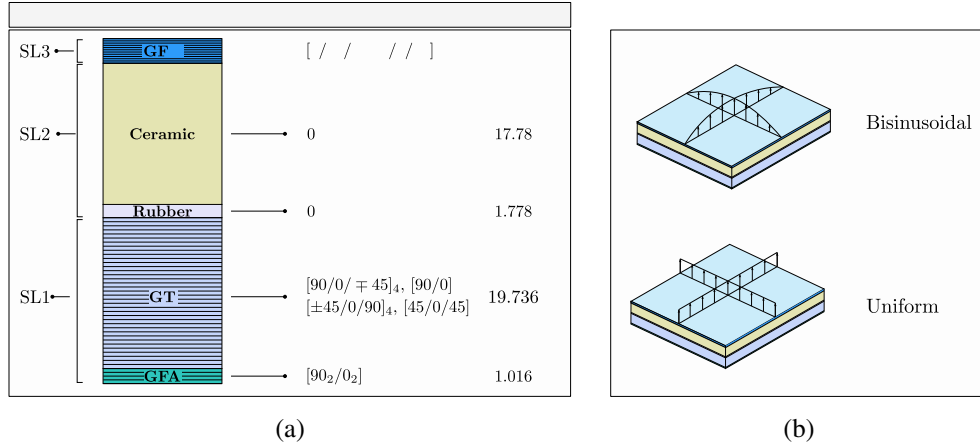 SL3
GF
[ / / / / ]
SL2
Ceramic
0
17.78
Rubber
0
1.778
SL1
GT
[90/0/ ∓ 45]₄, [90/0]
[±45/0/90]₄, [45/0/45]
19.736
GFA
[90₂/0₂]
1.016
(a)
Bisinusoidal
Uniform
(b)